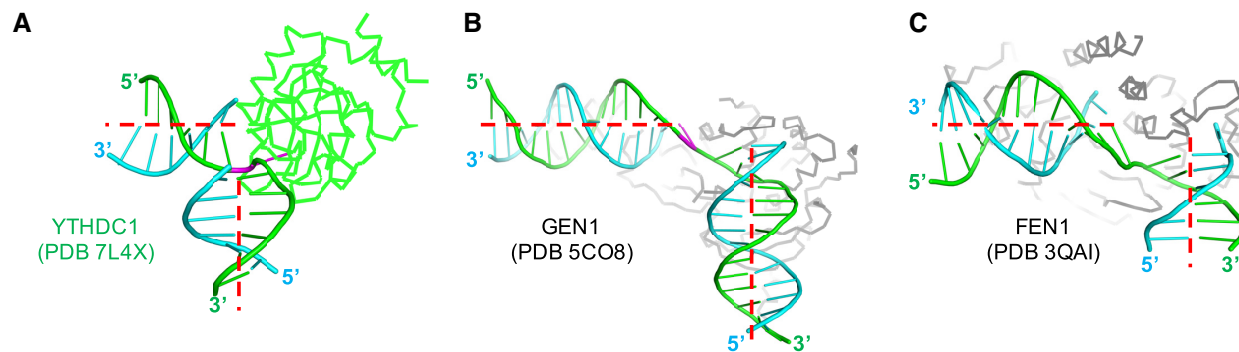 A
5'
3'
YTHDC1
(PDB 7L4X)
5'
3'
B
5'
3'
GEN1
(PDB 5CO8)
5'
3'
C
3'
5'
FEN1
(PDB 3QAI)
5'
3'